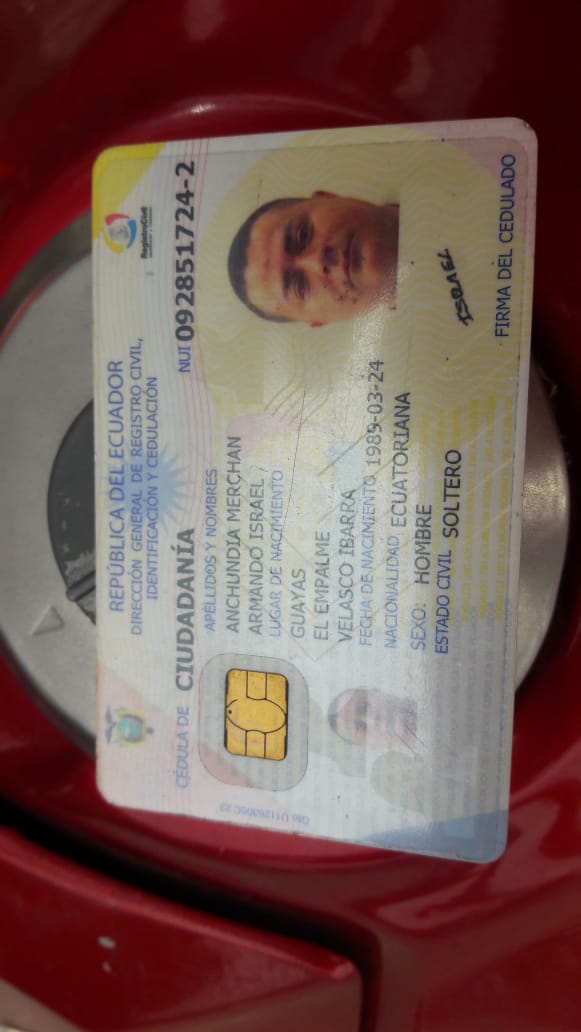 REPÚBLICA DEL ECUADOR
DIRECCIÓN GENERAL DE REGISTRO CIVIL,
IDENTIFICACIÓN Y CEDULACIÓN
RegistroCivil
CÉDULA DE CIUDADANÍA
NUI 092851724-2
APELLIDOS Y NOMBRES
ANCHUNDIA MERCHAN
ARMANDO ISRAEL
LUGAR DE NACIMIENTO
GUAYAS
EL EMPALME
VELASCO IBARRA
FECHA DE NACIMIENTO 1989-03-24
NACIONALIDAD ECUATORIANA
SEXO: HOMBRE
ESTADO CIVIL SOLTERO
ISRAEL
FIRMA DEL CEDULADO